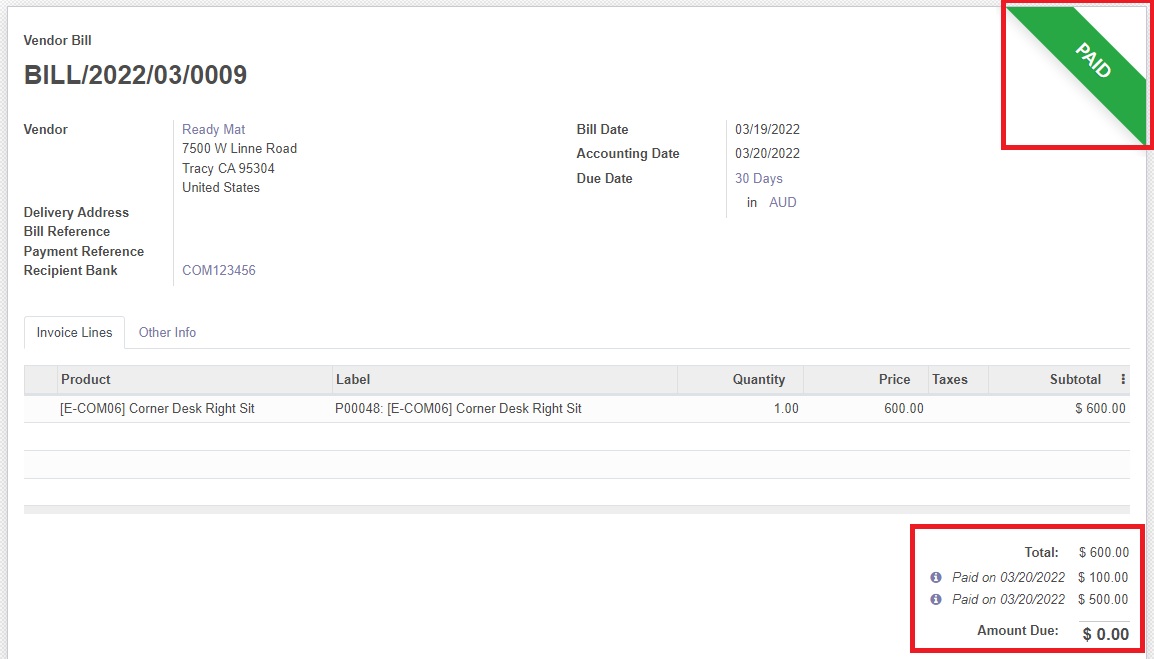 Vendor Bill
BILL/2022/03/0009
PAID
Vendor
Ready Mat
7500 W Linne Road
Tracy CA 95304
United States
Delivery Address
Bill Reference
Payment Reference
Recipient Bank COM123456
Bill Date 03/19/2022
Accounting Date 03/20/2022
Due Date 30 Days
in AUD
Invoice Lines Other Info
Product Label Quantity Price Taxes Subtotal
[E-COM06] Corner Desk Right Sit P00048: [E-COM06] Corner Desk Right Sit 1.00 600.00 $ 600.00
Total: $ 600.00
Paid on 03/20/2022 $ 100.00
Paid on 03/20/2022 $ 500.00
Amount Due: $ 0.00